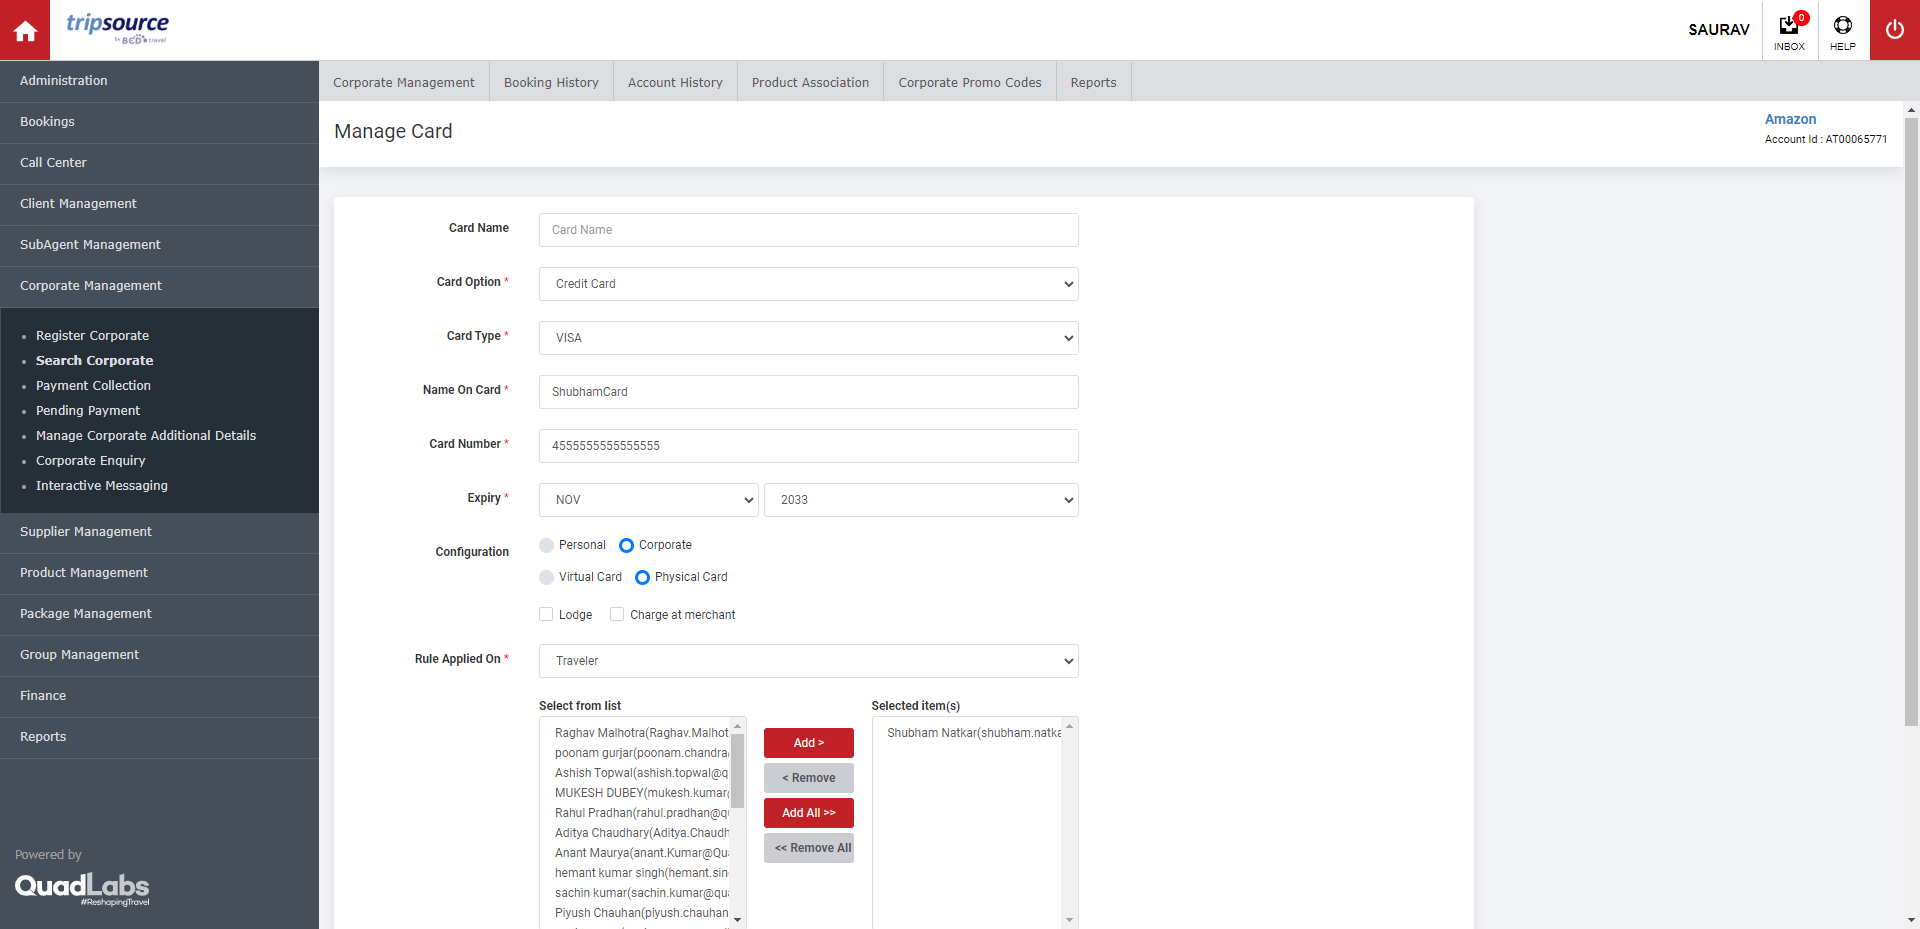 tripsource
by BCD travel
SAURAV
0
INBOX
HELP
Administration
Bookings
Call Center
Client Management
SubAgent Management
Corporate Management
Register Corporate
Search Corporate
Payment Collection
Pending Payment
Manage Corporate Additional Details
Corporate Enquiry
Interactive Messaging
Supplier Management
Product Management
Package Management
Group Management
Finance
Reports
Powered by
QuadLabs
#ReshapingTravel
Corporate Management
Booking History
Account History
Product Association
Corporate Promo Codes
Reports
Manage Card
Amazon
Account Id : AT00065771
Card Name
Card Name
Card Option *
Credit Card
Card Type *
VISA
Name On Card *
ShubhamCard
Card Number *
4555555555555555
Expiry *
NOV
2033
Configuration
Personal
Corporate
Virtual Card
Physical Card
Lodge
Charge at merchant
Rule Applied On *
Traveler
Select from list
Raghav Malhotra(Raghav.Malhot
poonam gurjar(poonam.chandra
Ashish Topwal(ashish.topwal@q
MUKESH DUBEY(mukesh.kumar
Rahul Pradhan(rahul.pradhan@q
Aditya Chaudhary(Aditya.Chaudh
Anant Maurya(anant.Kumar@Qu
hemant kumar singh(hemant.sin
sachin kumar(sachin.kumar@qu
Piyush Chauhan(piyush.chauhan
Add >
< Remove
Add All >>
<< Remove All
Selected item(s)
Shubham Natkar(shubham.natka